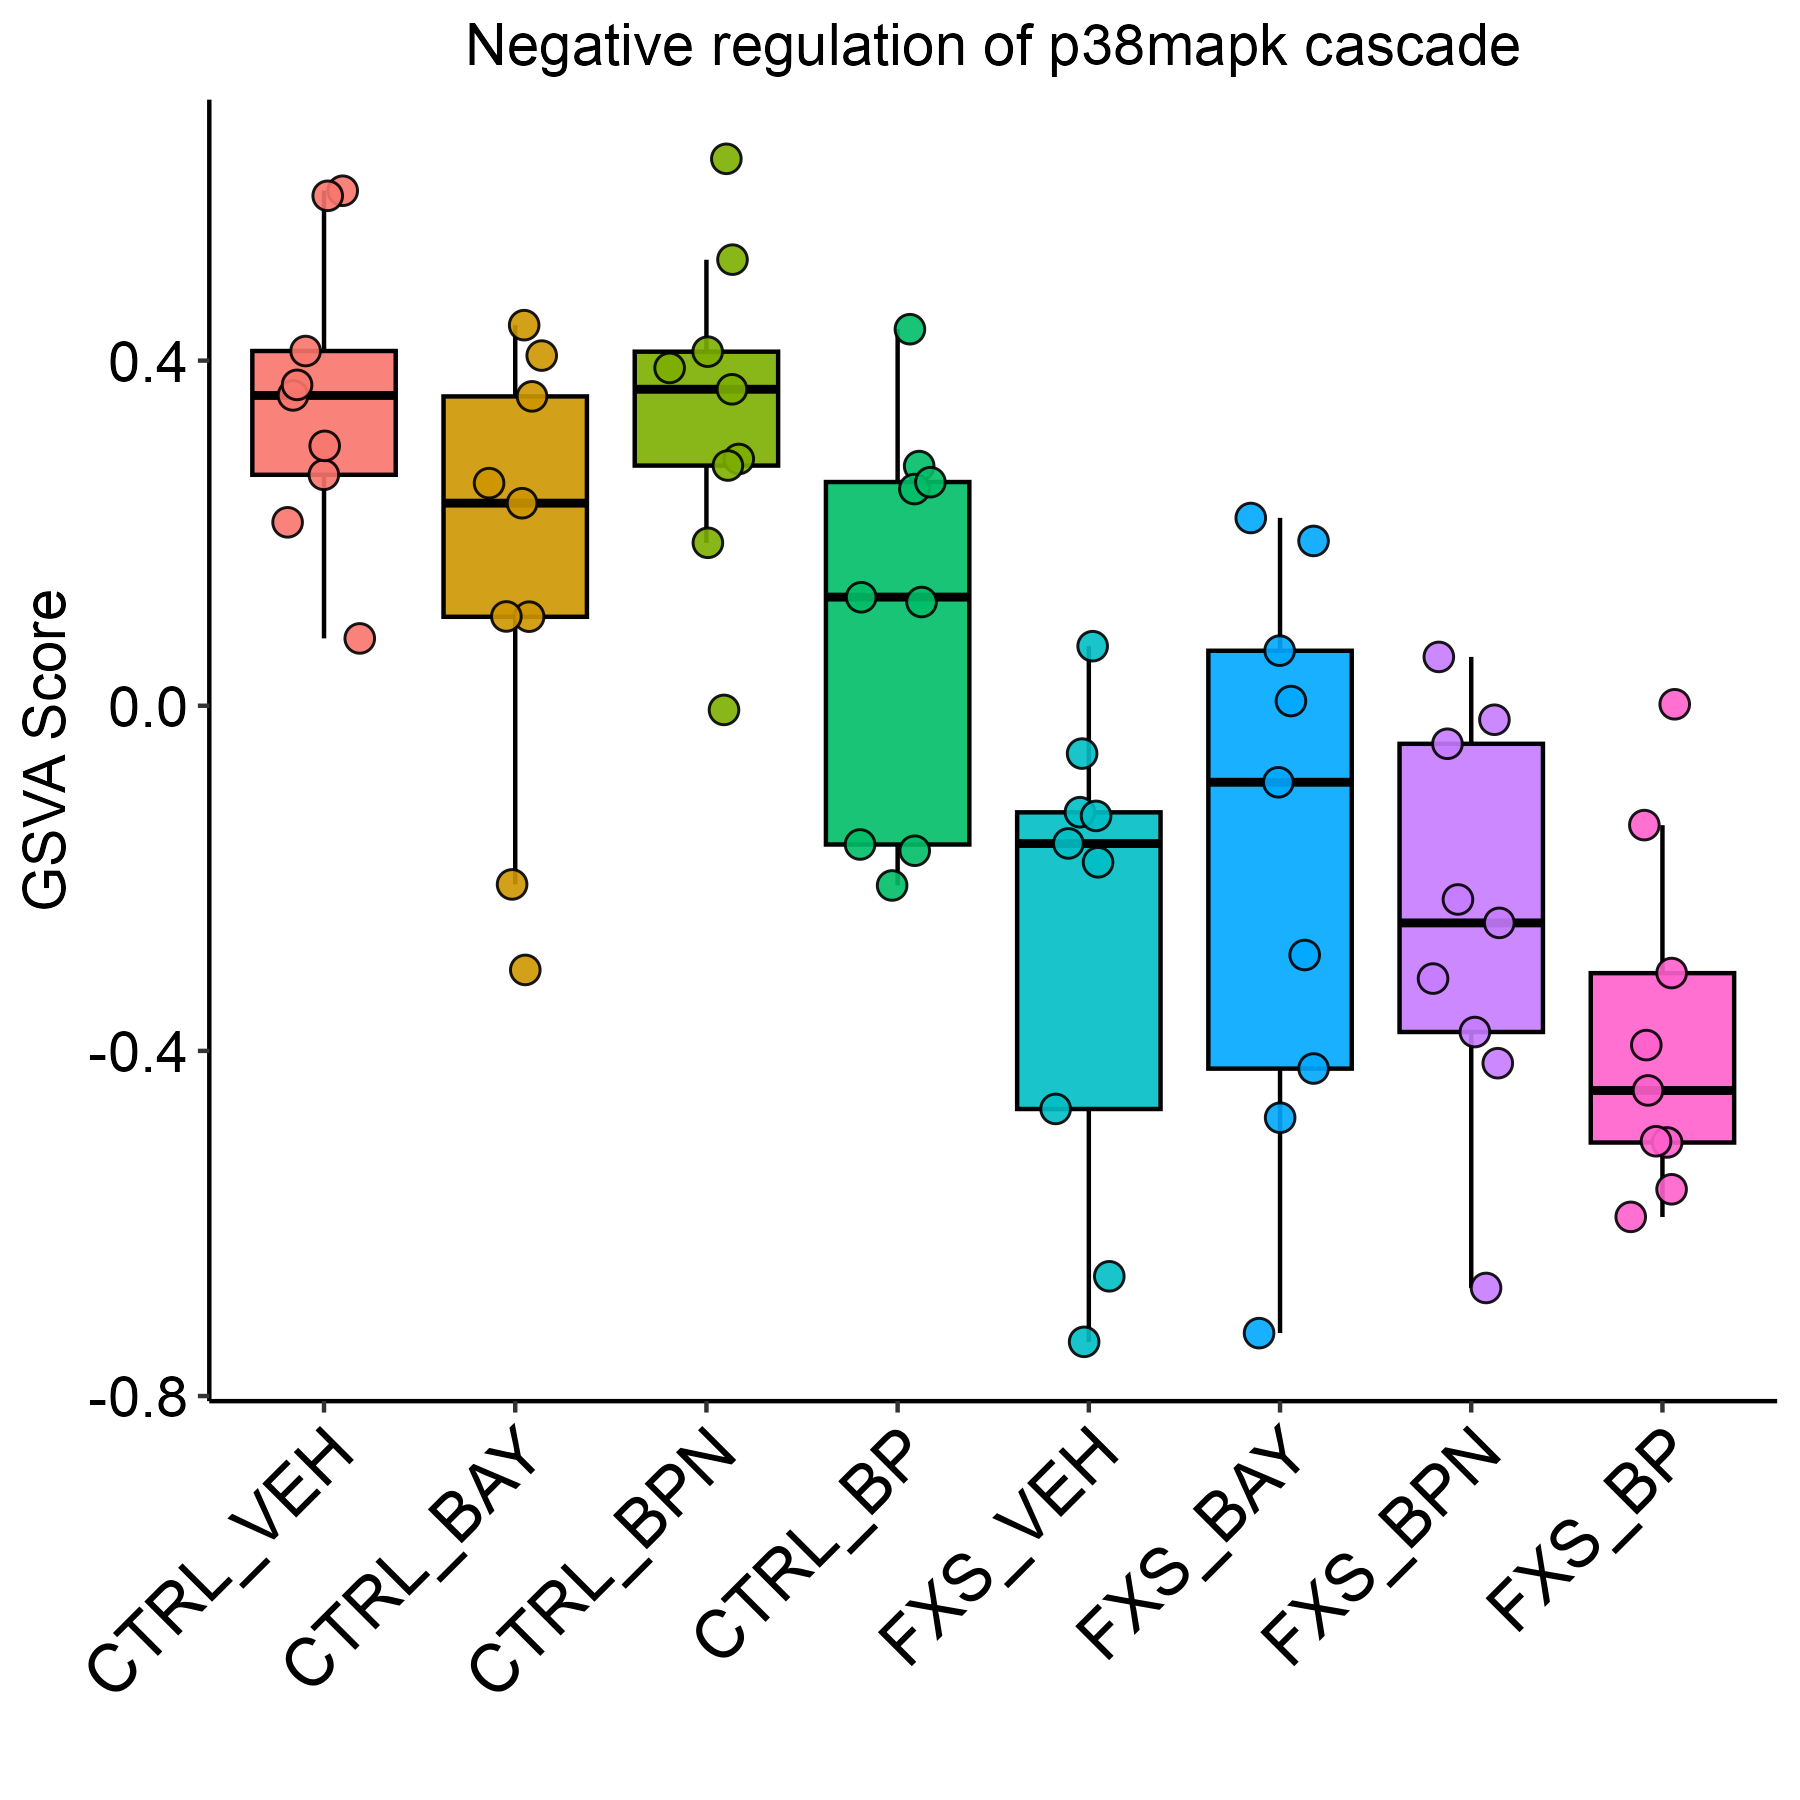 Negative regulation of p38mapk cascade
GSVA Score
0.4
0.0
-0.4
-0.8
CTRL_VEH
CTRL_BAY
CTRL_BPN
CTRL_BP
FXS_VEH
FXS_BAY
FXS_BPN
FXS_BP